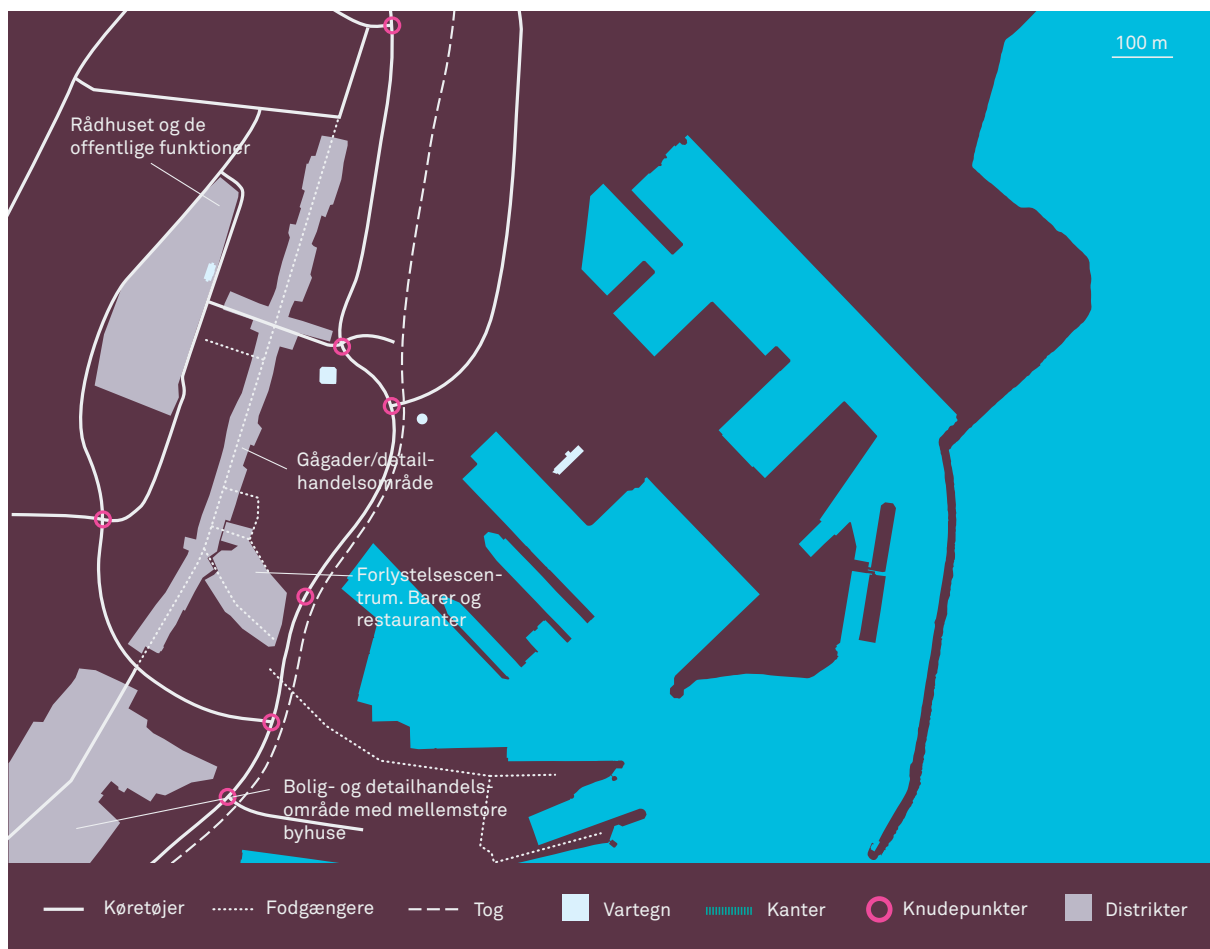 100 m
Rådhuset og de
offentlige funktioner
Gågader/detail-
handelsområde
Forlystelsescen-
trum. Barer og
restauranter
Bolig- og detailhandels-
område med mellemstore
byhuse
Køretøjer
Fodgængere
Tog
Vartegn
Kanter
Knudepunkter
Distrikter